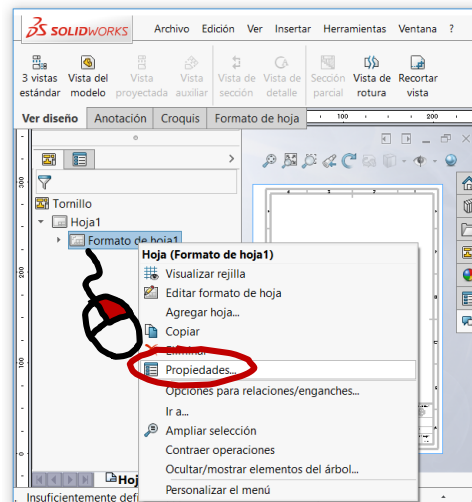 SOLIDWORKS Archivo Edición Ver Insertar Herramientas Ventana ?
3 vistas estándar
Vista del modelo
Vista proyectada
Vista auxiliar
Vista de sección
Vista de detalle
Sección parcial
Vista de rotura
Recortar vista
Ver diseño Anotación Croquis Formato de hoja
100 200
300
Tornillo
Hoja1
Formato de hoja1
Hoja (Formato de hoja1)
Visualizar rejilla
200
Editar formato de hoja
Agregar hoja...
Copiar
Eliminar
100
Propiedades...
Opciones para relaciones/enganches...
Ir a...
Ampliar selección
Contraer operaciones
0
Ocultar/mostrar elementos del árbol...
Hoj
Personalizar el menú
Insuficientemente defi